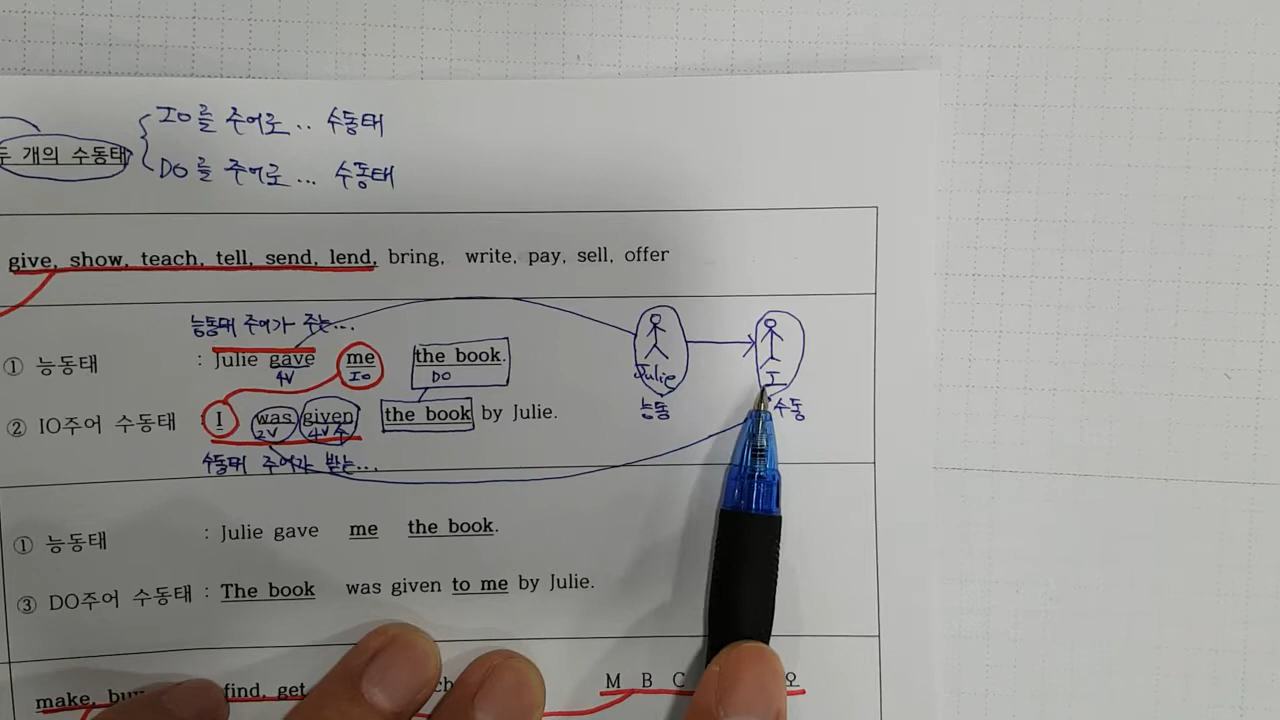 IO를 주어로.. 수동태
두 개의 수동태
DO를 주어로... 수동태
give, show, teach, tell, send, lend, bring, write, pay, sell, offer
능동태 주어가 주는...
① 능동태 : Julie gave me the book.
4V IO DO
Julie I
능동 수동
② IO주어 수동태 I was given the book by Julie.
2V 4V수
수동태 주어가 받는...
① 능동태 : Julie gave me the book.
③ DO주어 수동태 : The book was given to me by Julie.
make, find, get
M B C